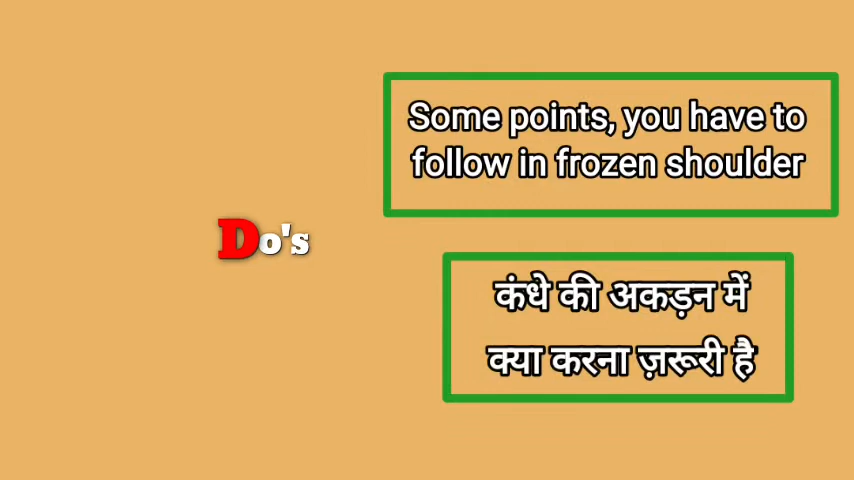 Some points, you have to
follow in frozen shoulder
Do's
कंधे की अकड़न में
क्या करना ज़रूरी है